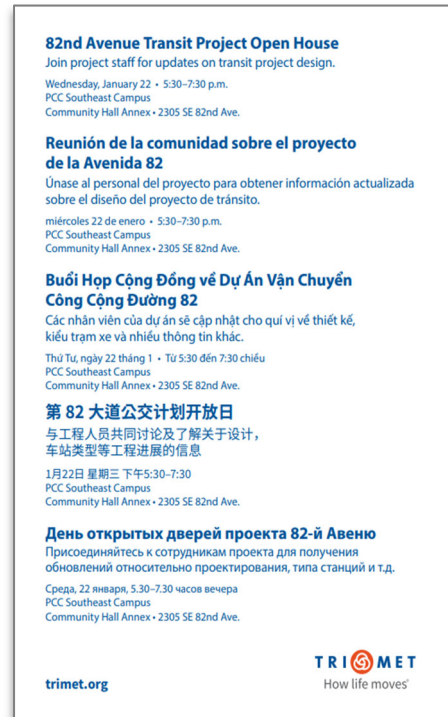 82nd Avenue Transit Project Open House
Join project staff for updates on transit project design.
Wednesday, January 22 • 5:30–7:30 p.m.
PCC Southeast Campus
Community Hall Annex • 2305 SE 82nd Ave.
Reunión de la comunidad sobre el proyecto
de la Avenida 82
Únase al personal del proyecto para obtener información actualizada
sobre el diseño del proyecto de tránsito.
miércoles 22 de enero • 5:30–7:30 p.m.
PCC Southeast Campus
Community Hall Annex • 2305 SE 82nd Ave.
Buổi Họp Cộng Đồng về Dự Án Vận Chuyển
Công Cộng Đường 82
Các nhân viên của dự án sẽ cập nhật cho quí vị về thiết kế,
kiểu trạm xe và nhiều thông tin khác.
Thứ Tư, ngày 22 tháng 1 • Từ 5:30 đến 7:30 chiều
PCC Southeast Campus
Community Hall Annex • 2305 SE 82nd Ave.
第 82 大道公交计划开放日
与工程人员共同讨论及了解关于设计，
车站类型等工程进展的信息
1月22日 星期三 下午5:30–7:30
PCC Southeast Campus
Community Hall Annex • 2305 SE 82nd Ave.
День открытых дверей проекта 82-й Авеню
Присоединяйтесь к сотрудникам проекта для получения
обновлений относительно проектирования, типа станций и т.д.
Среда, 22 января, 5.30–7.30 часов вечера
PCC Southeast Campus
Community Hall Annex • 2305 SE 82nd Ave.
TRI MET
trimet.org How life moves®